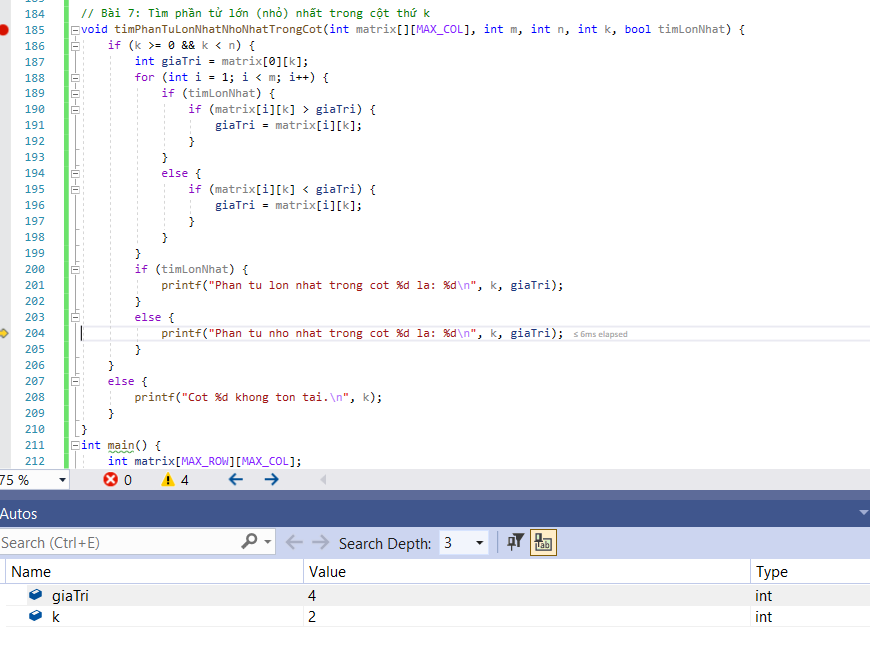 184 // Bài 7: Tìm phần tử lớn (nhỏ) nhất trong cột thứ k
185 void timPhanTuLonNhatNhoNhatTrongCot(int matrix[][MAX_COL], int m, int n, int k, bool timLonNhat) {
186 if (k >= 0 && k < n) {
187 int giaTri = matrix[0][k];
188 for (int i = 1; i < m; i++) {
189 if (timLonNhat) {
190 if (matrix[i][k] > giaTri) {
191 giaTri = matrix[i][k];
192 }
193 }
194 else {
195 if (matrix[i][k] < giaTri) {
196 giaTri = matrix[i][k];
197 }
198 }
199 }
200 if (timLonNhat) {
201 printf("Phan tu lon nhat trong cot %d la: %d\n", k, giaTri);
202 }
203 else {
204 printf("Phan tu nho nhat trong cot %d la: %d\n", k, giaTri); ≤ 6ms elapsed
205 }
206 }
207 else {
208 printf("Cot %d khong ton tai.\n", k);
209 }
210 }
211 int main() {
212 int matrix[MAX_ROW][MAX_COL];
75 % 0 4
Autos
Search (Ctrl+E) Search Depth: 3
Name Value Type
giaTri 4 int
k 2 int